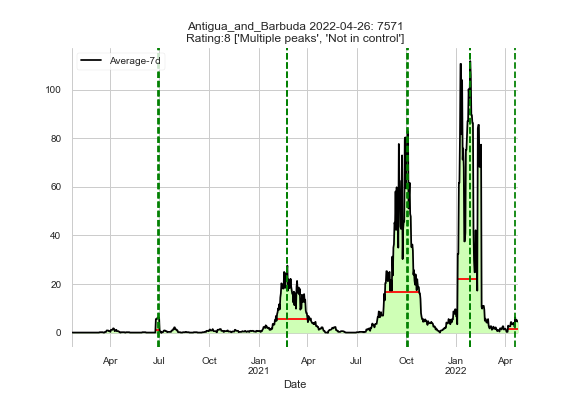 Antigua_and_Barbuda 2022-04-26: 7571
Rating:8 ['Multiple peaks', 'Not in control']
Average-7d
100
80
60
40
20
0
Apr Jul Oct Jan Apr Jul Oct Jan Apr
2021 2022
Date